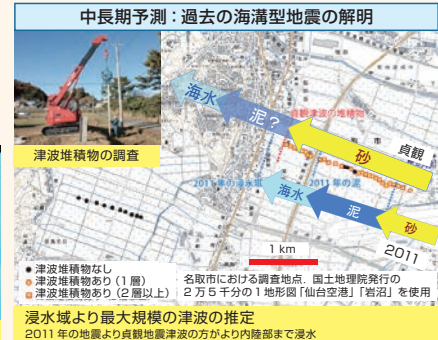 中長期予測：過去の海溝型地震の解明
津波堆積物の調査
海水
泥？
貞観津波の堆積物
砂
貞観
市
2011年の浸水域
海水
2011年の泥
泥
砂
2011
1 km
津波堆積物なし
津波堆積物あり（1層）
津波堆積物あり（2層以上）
名取市における調査地点．国土地理院発行の
2万5千分の1地形図「仙台空港」「岩沼」を使用
浸水域より最大規模の津波の推定
2011年の地震より貞観地震津波の方がより内陸部まで浸水